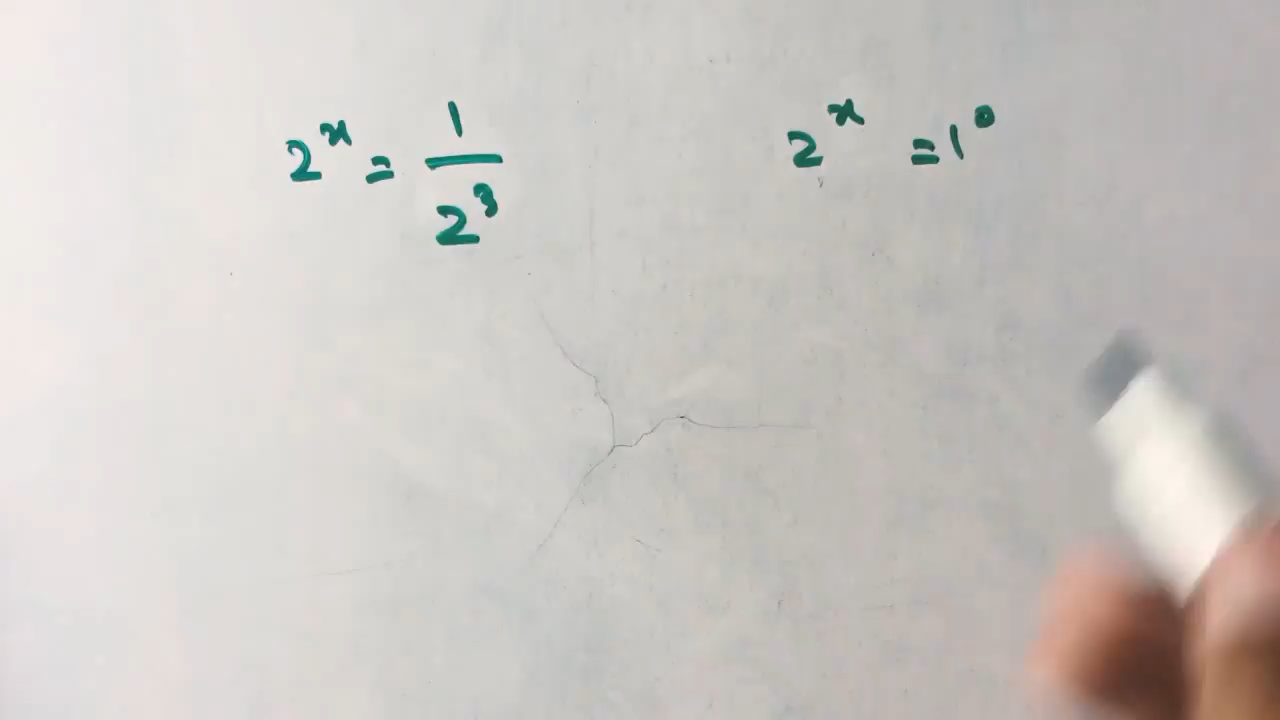 2^x = 1/2^3
2^x = 1^0